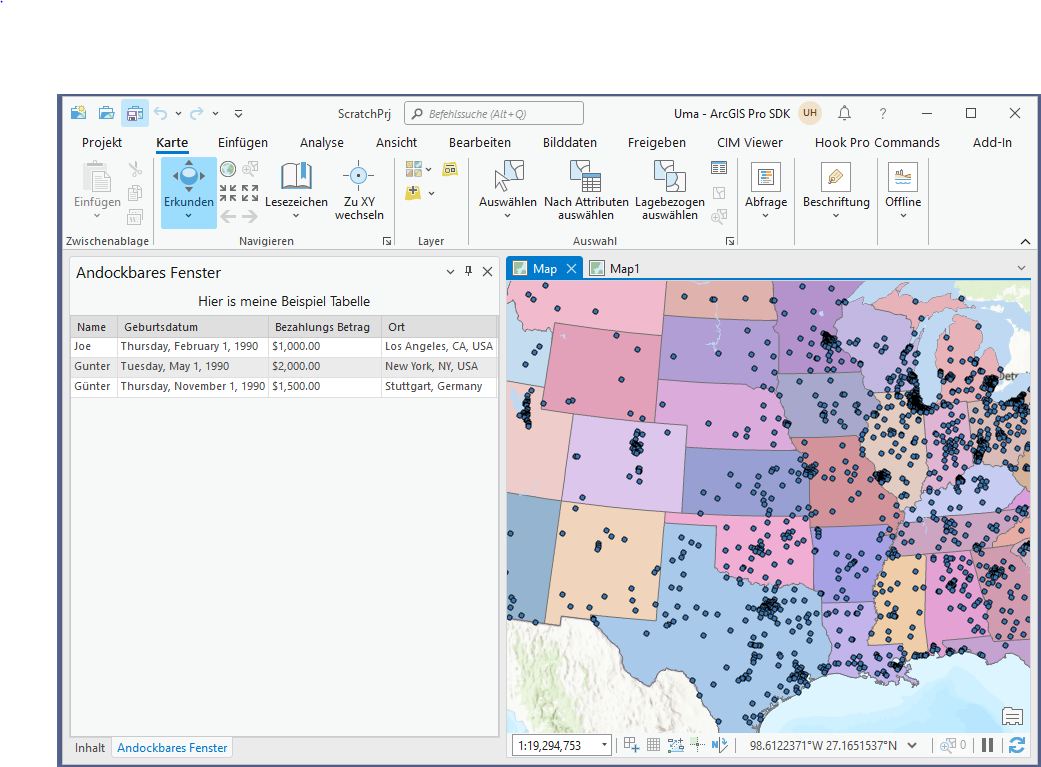 ScratchPrj
Befehlssuche (Alt+Q)
Uma - ArcGIS Pro SDK
UH
?
Projekt Karte Einfügen Analyse Ansicht Bearbeiten Bilddaten Freigeben CIM Viewer Hook Pro Commands Add-In
Einfügen
Erkunden
Lesezeichen
Zu XY
wechseln
Auswählen
Nach Attributen
auswählen
Lagebezogen
auswählen
Abfrage
Beschriftung
Offline
Zwischenablage
Navigieren
Layer
Auswahl
Andockbares Fenster
Hier is meine Beispiel Tabelle
Name Geburtsdatum Bezahlungs Betrag Ort
Joe Thursday, February 1, 1990 $1,000.00 Los Angeles, CA, USA
Gunter Tuesday, May 1, 1990 $2,000.00 New York, NY, USA
Günter Thursday, November 1, 1990 $1,500.00 Stuttgart, Germany
Inhalt Andockbares Fenster
Map Map1
1:19,294,753
98.6122371°W 27.1651537°N
0